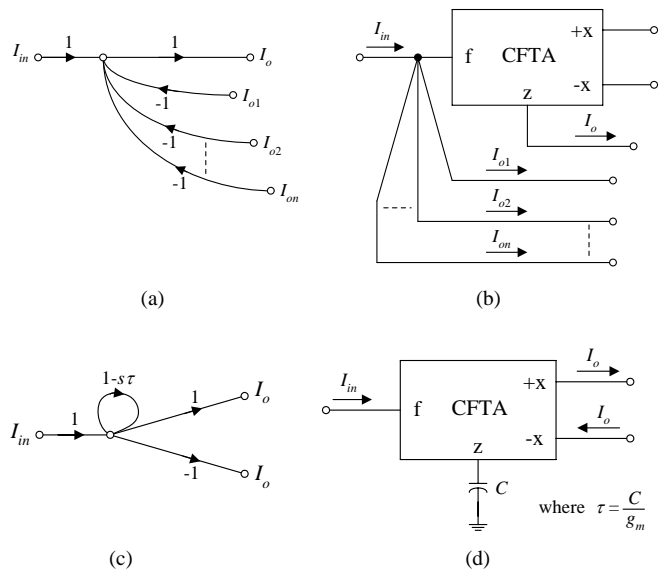 I_in 1 1 I_o
-1 I_o1
-1 I_o2
-1 I_on
(a)
I_in f CFTA +x
-x
z
I_o
I_o1
I_o2
I_on
(b)
1-sτ
I_in 1 1 I_o
-1 I_o
(c)
I_in f CFTA +x I_o
-x I_o
z
C
where τ = C/g_m
(d)